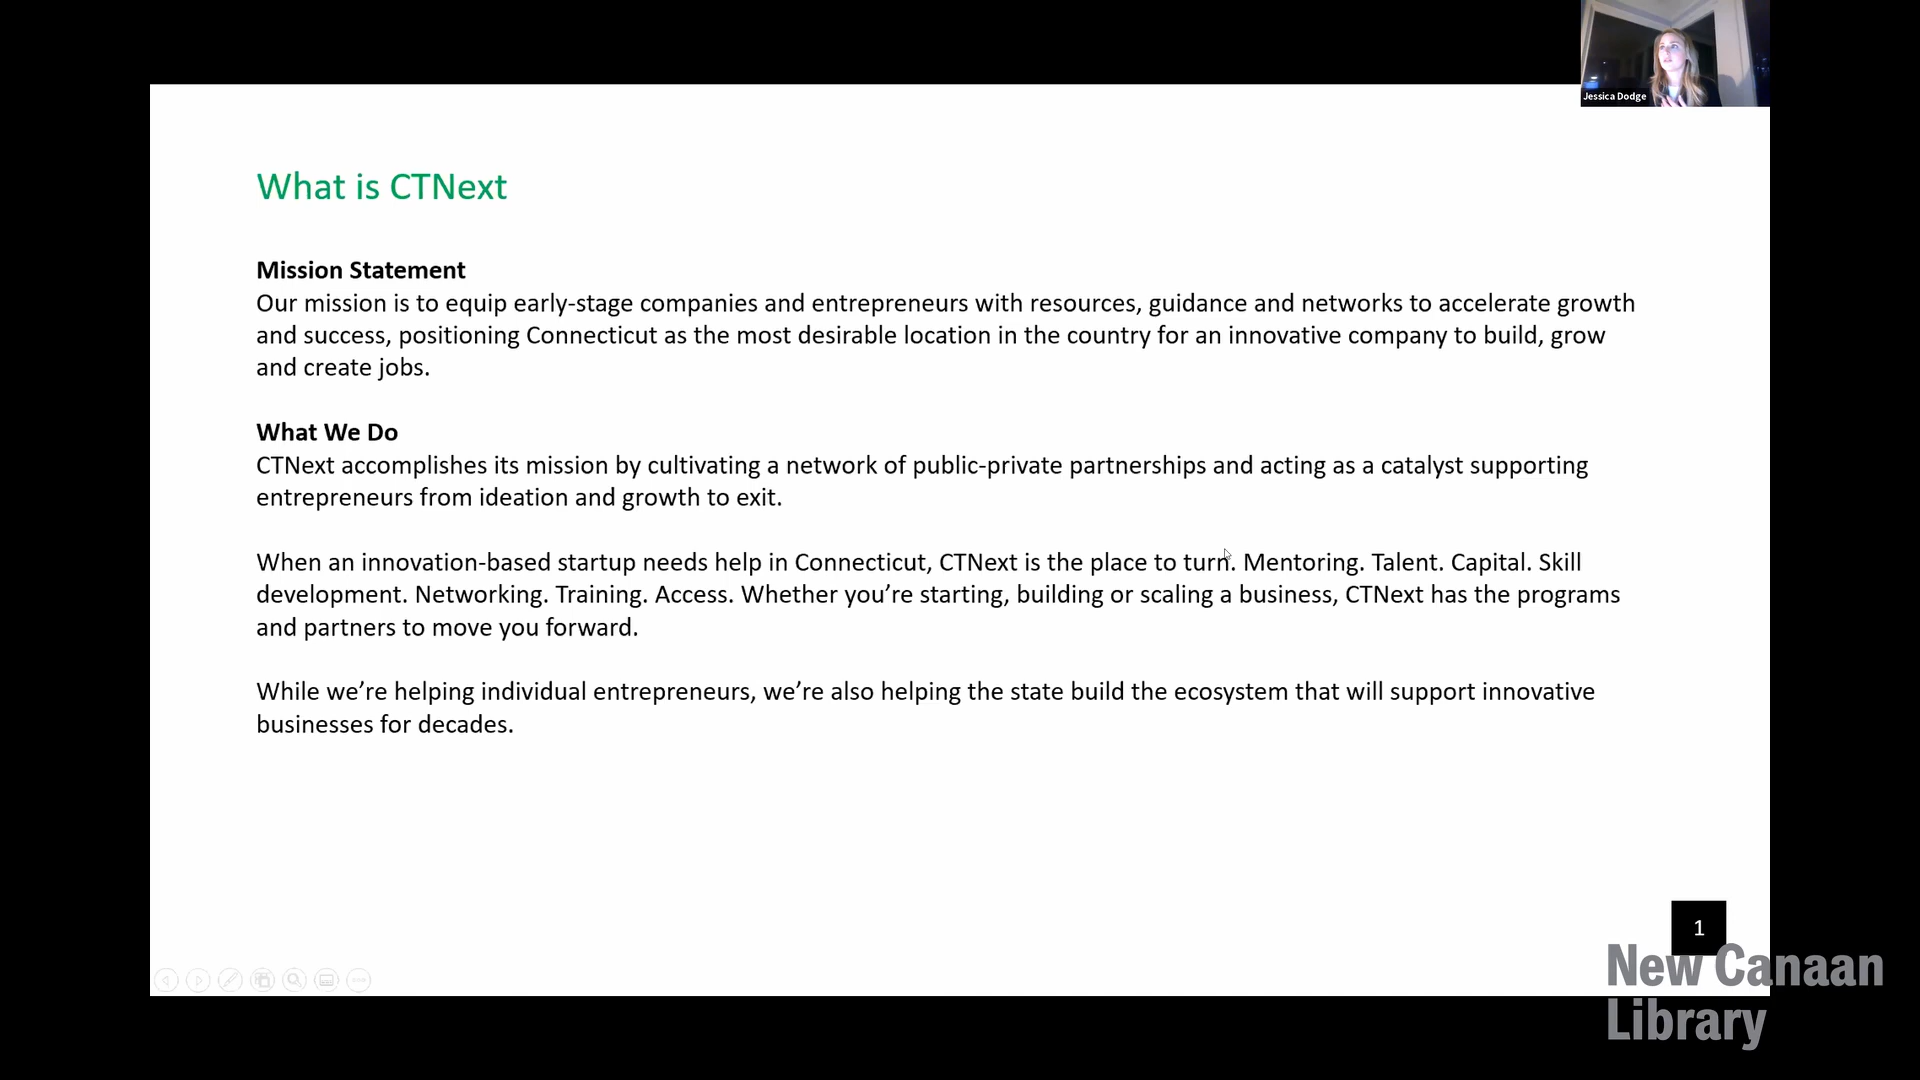 Jessica Dodge
What is CTNext
Mission Statement
Our mission is to equip early-stage companies and entrepreneurs with resources, guidance and networks to accelerate growth
and success, positioning Connecticut as the most desirable location in the country for an innovative company to build, grow
and create jobs.
What We Do
CTNext accomplishes its mission by cultivating a network of public-private partnerships and acting as a catalyst supporting
entrepreneurs from ideation and growth to exit.
When an innovation-based startup needs help in Connecticut, CTNext is the place to turn. Mentoring. Talent. Capital. Skill
development. Networking. Training. Access. Whether you’re starting, building or scaling a business, CTNext has the programs
and partners to move you forward.
While we’re helping individual entrepreneurs, we’re also helping the state build the ecosystem that will support innovative
businesses for decades.
1
New Canaan
Library